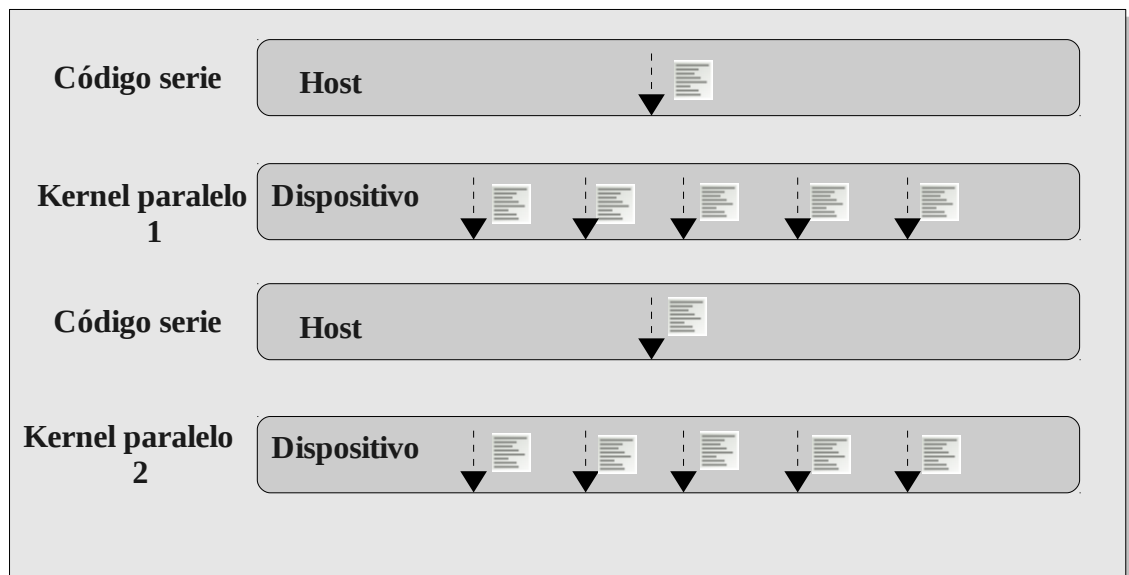 Código serie
Host
Kernel paralelo
1
Dispositivo
Código serie
Host
Kernel paralelo
2
Dispositivo